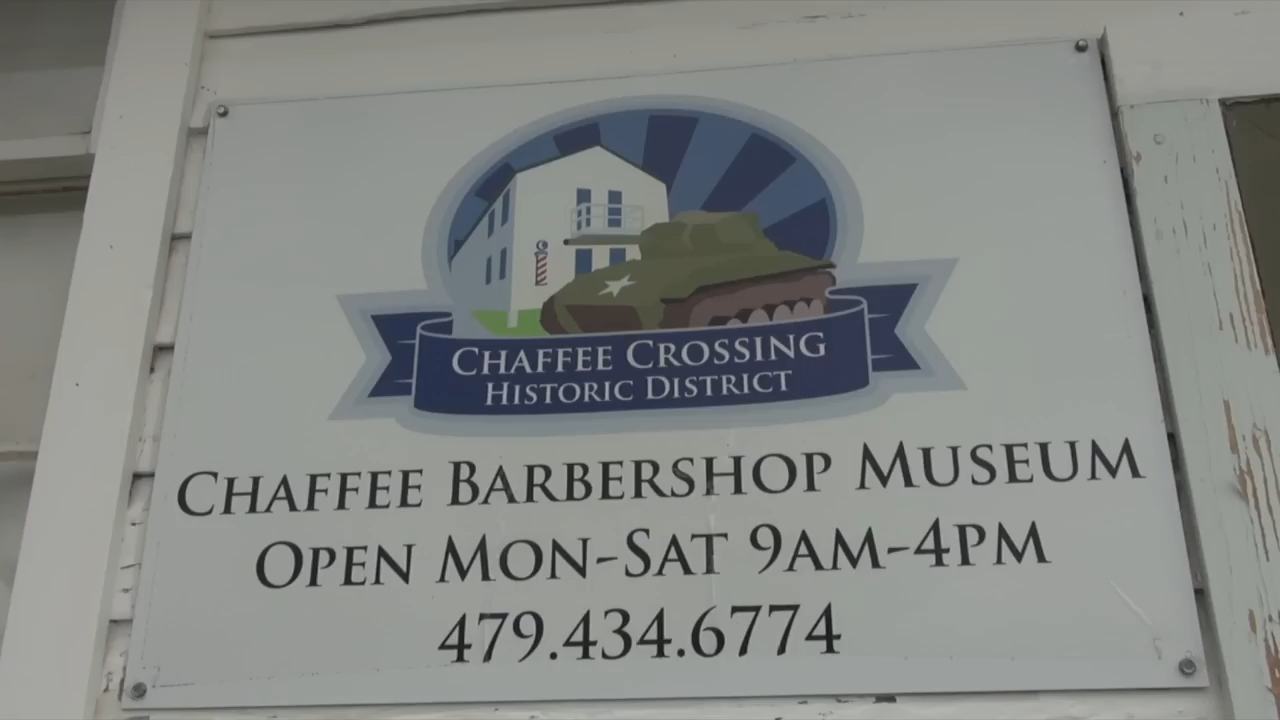 Chaffee Crossing
Historic District
Chaffee Barbershop Museum
Open Mon-Sat 9am-4pm
479.434.6774